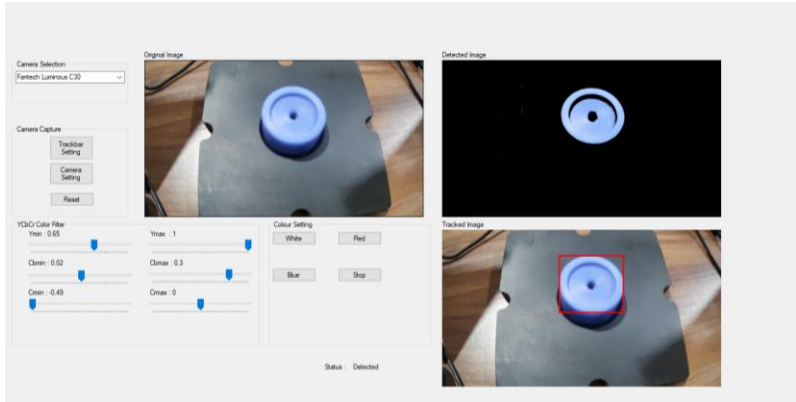 Original Image
Detected Image
Camera Selection
Fantech Luminous C30
Camera Capture
Trackbar
Setting
Camera
Setting
Reset
YCbCr Color Filter
Ymin : 0.65
Ymax : 1
Cbmin : 0.02
Cbmax : 0.3
Crmin : -0.49
Crmax : 0
Colour Setting
White
Red
Blue
Stop
Tracked Image
Status : Detected